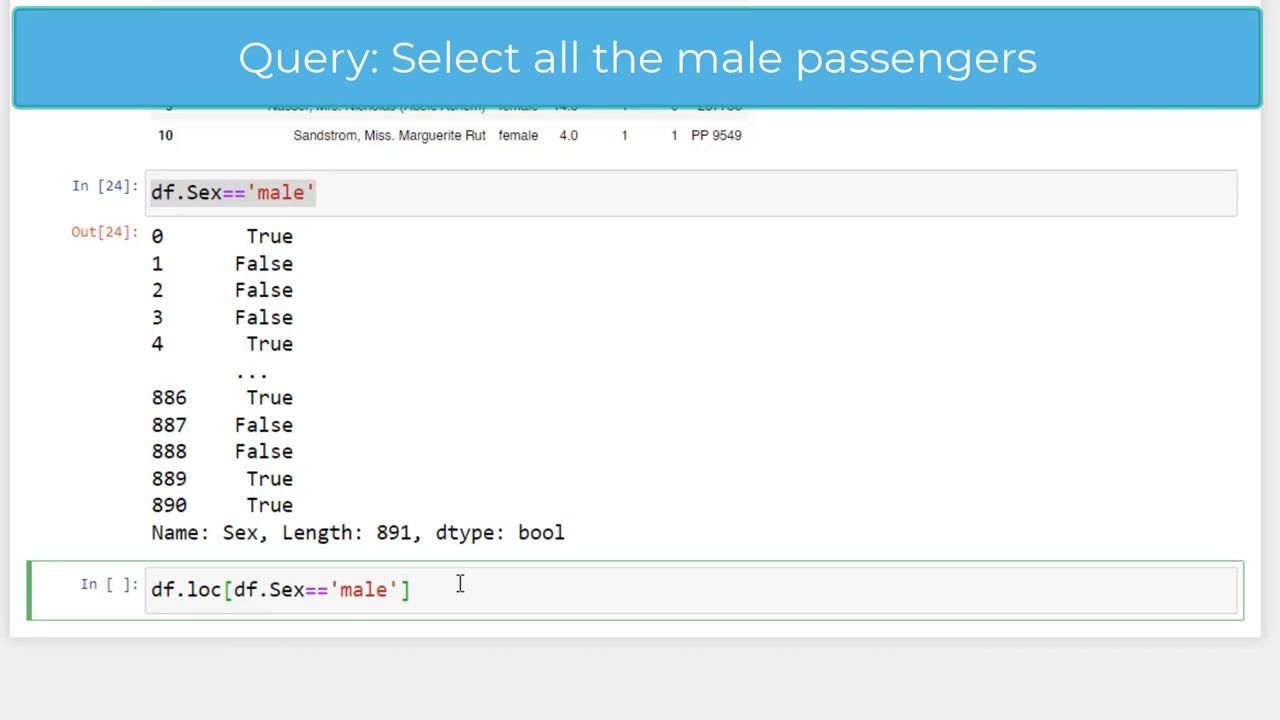 Query: Select all the male passengers
10 Sandstrom, Miss. Marguerite Rut female 4.0 1 1 PP 9549
In [24]: df.Sex=='male'
Out[24]: 0 True
1 False
2 False
3 False
4 True
...
886 True
887 False
888 False
889 True
890 True
Name: Sex, Length: 891, dtype: bool
In [ ]: df.loc[df.Sex=='male']